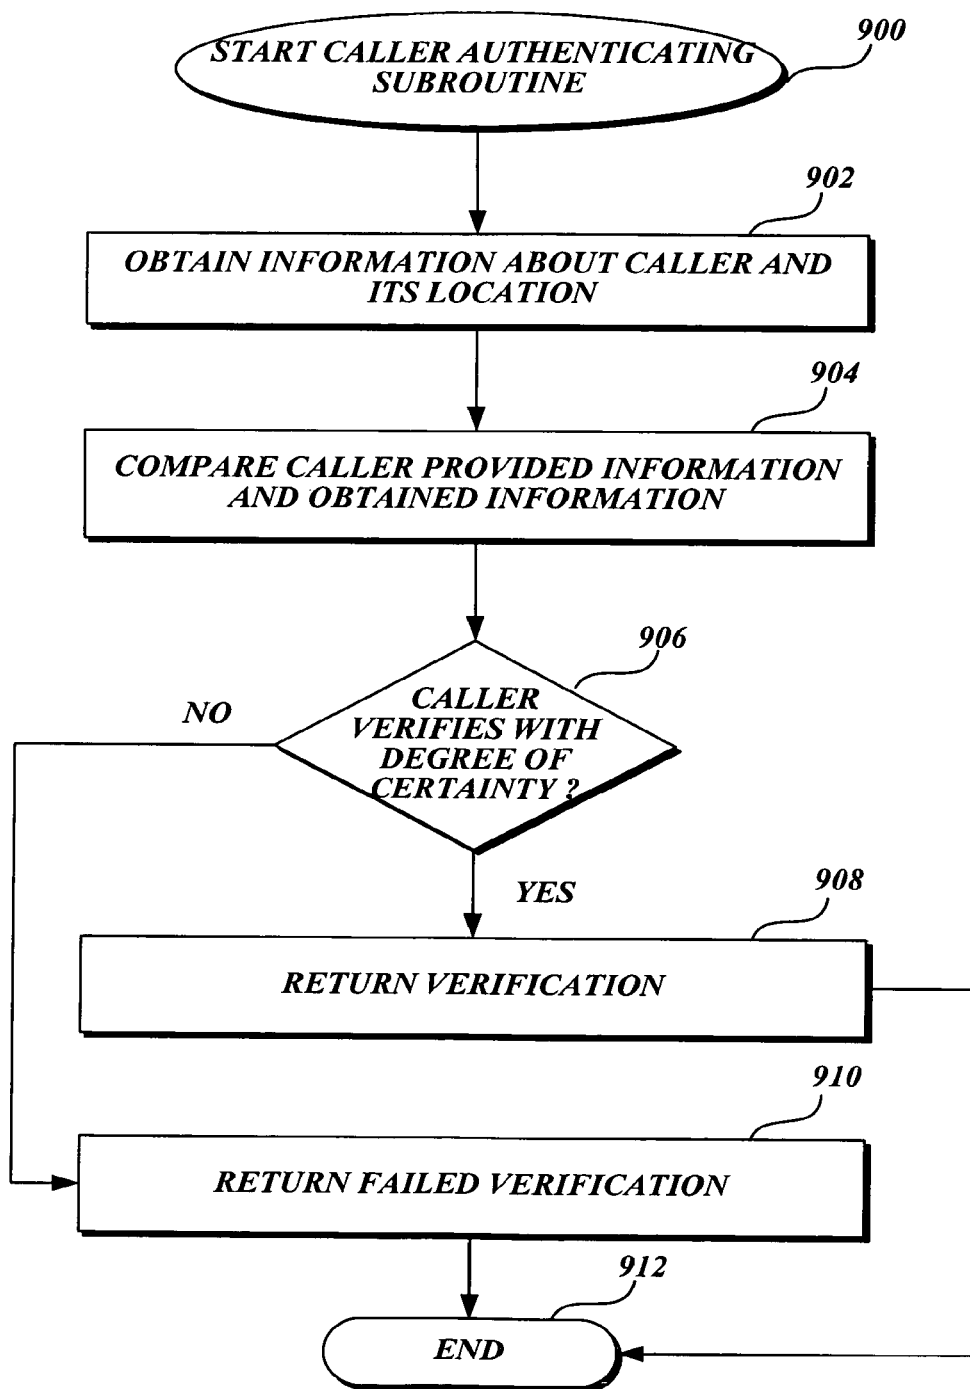 START CALLER AUTHENTICATING
SUBROUTINE
900
902
OBTAIN INFORMATION ABOUT CALLER AND
ITS LOCATION
904
COMPARE CALLER PROVIDED INFORMATION
AND OBTAINED INFORMATION
906
CALLER
VERIFIES WITH
DEGREE OF
CERTAINTY ?
NO
YES
908
RETURN VERIFICATION
910
RETURN FAILED VERIFICATION
912
END